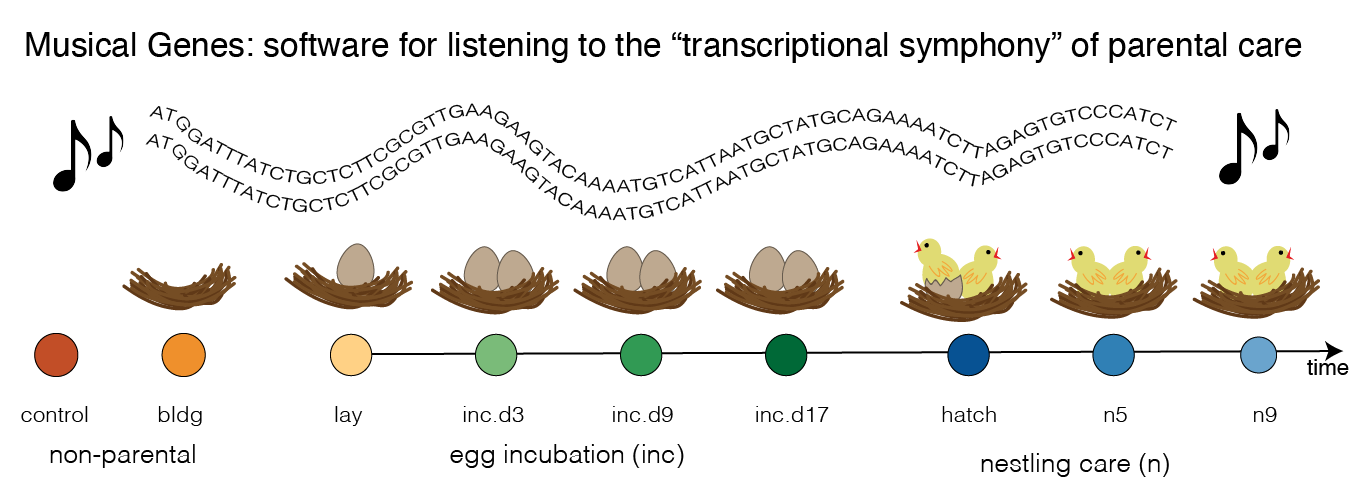 Musical Genes: software for listening to the “transcriptional symphony” of parental care
ATGGATTTATCTGCTCTTCGCGTTGAAGAAGTACAAAATGTCATTAATGCTATGCAGAAAATCTTAGAGTGTCCCATCT
ATGGATTTATCTGCTCTTCGCGTTGAAGAAGTACAAAATGTCATTAATGCTATGCAGAAAATCTTAGAGTGTCCCATCT
time
control bldg lay inc.d3 inc.d9 inc.d17 hatch n5 n9
non-parental egg incubation (inc) nestling care (n)